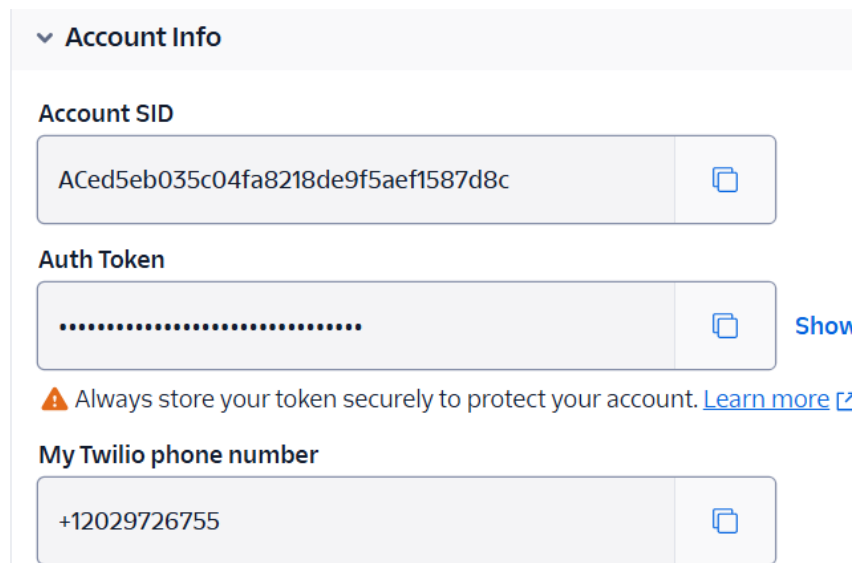 Account Info
Account SID
ACed5eb035c04fa8218de9f5aef1587d8c
Auth Token
••••••••••••••••••••••••••••••••
Show
Always store your token securely to protect your account. Learn more
My Twilio phone number
+12029726755